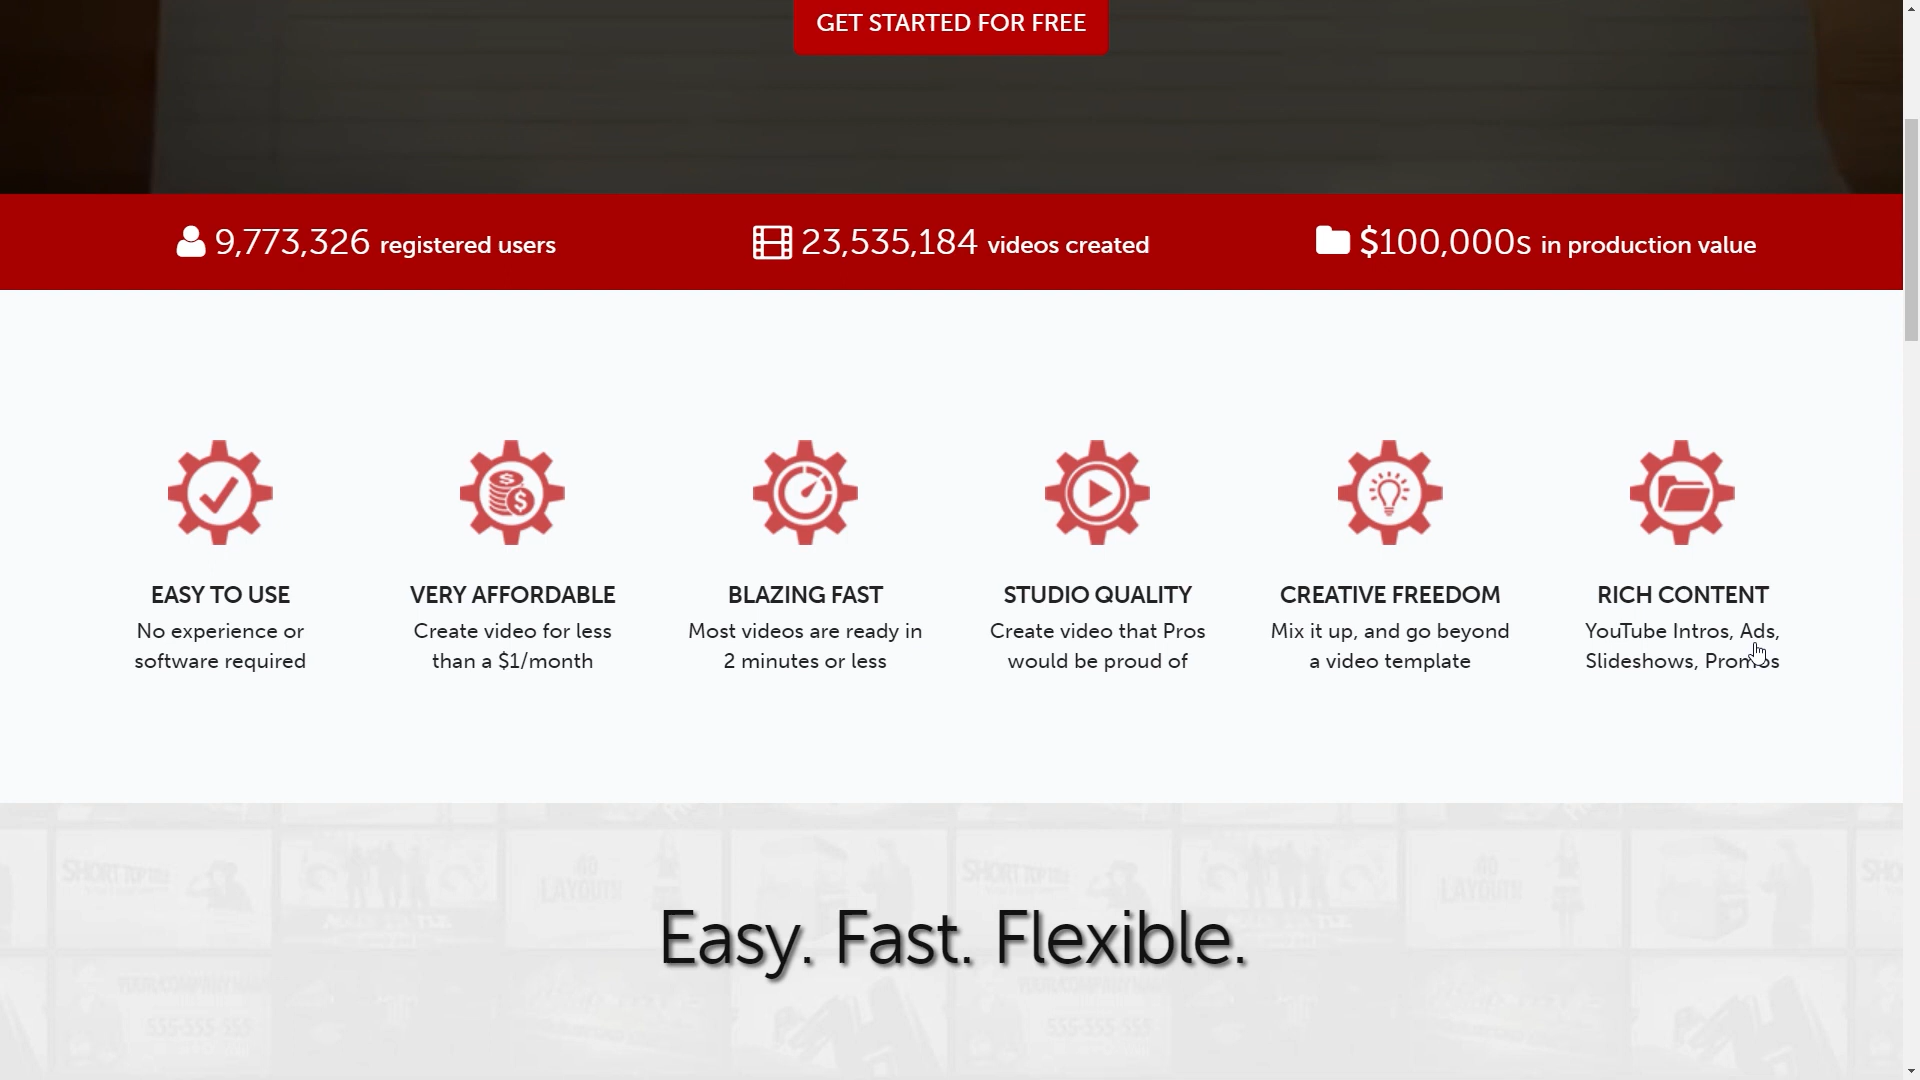 GET STARTED FOR FREE
9,773,326 registered users
23,535,184 videos created
$100,000s in production value
EASY TO USE
No experience or
software required
VERY AFFORDABLE
Create video for less
than a $1/month
BLAZING FAST
Most videos are ready in
2 minutes or less
STUDIO QUALITY
Create video that Pros
would be proud of
CREATIVE FREEDOM
Mix it up, and go beyond
a video template
RICH CONTENT
YouTube Intros, Ads,
Slideshows, Promos
Easy. Fast. Flexible.